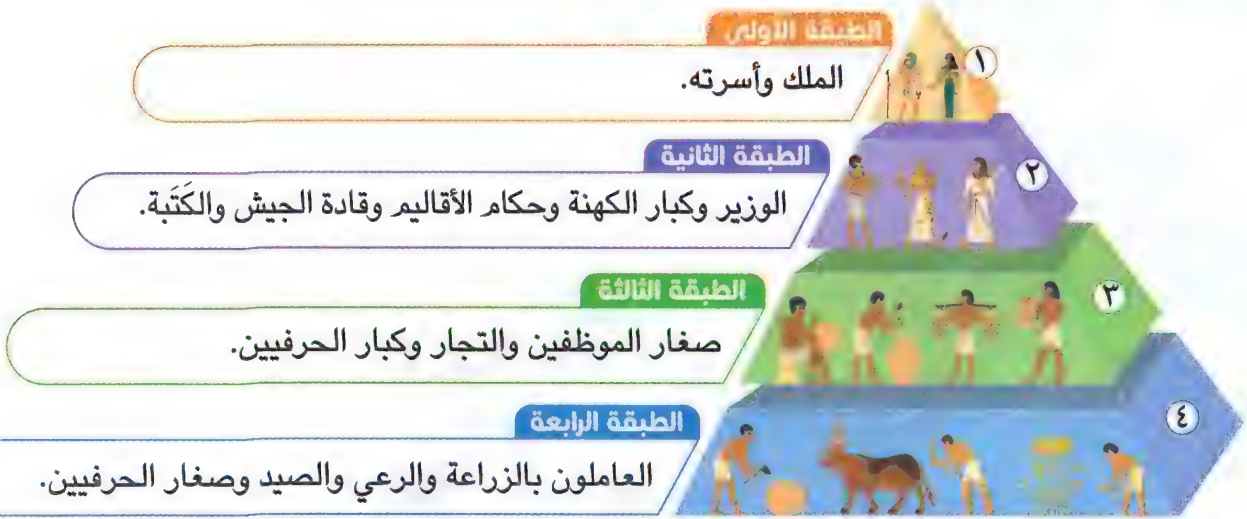 الطبقة الأولى
١
الملك وأسرته.
الطبقة الثانية
٢
الوزير وكبار الكهنة وحكام الأقاليم وقادة الجيش والكَتَبة.
الطبقة الثالثة
٣
صغار الموظفين والتجار وكبار الحرفيين.
الطبقة الرابعة
٤
العاملون بالزراعة والرعي والصيد وصغار الحرفيين.